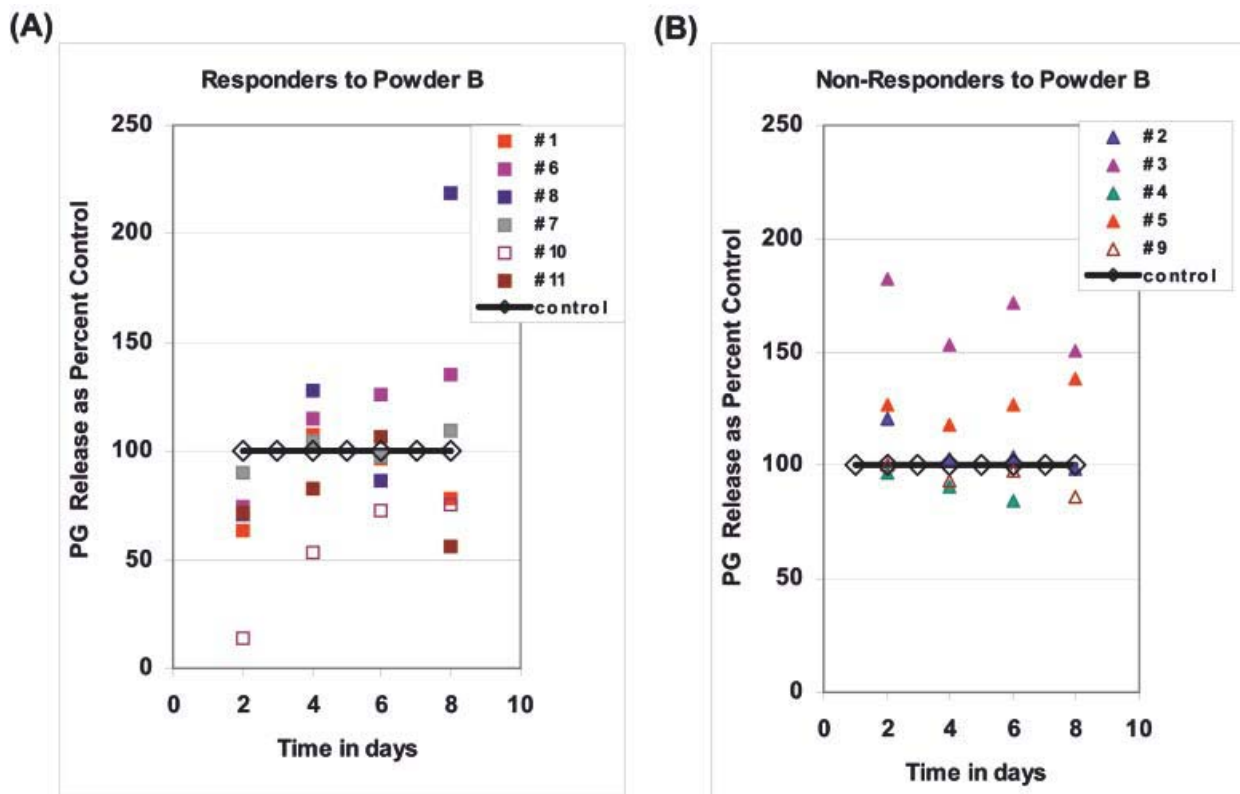 (A)
Responders to Powder B
PG Release as Percent Control
250
200
150
100
50
0
0 2 4 6 8 10
Time in days
#1
#6
#8
#7
#10
#11
control
(B)
Non-Responders to Powder B
PG Release as Percent Control
250
200
150
100
50
0
0 2 4 6 8 10
Time in days
#2
#3
#4
#5
#9
control